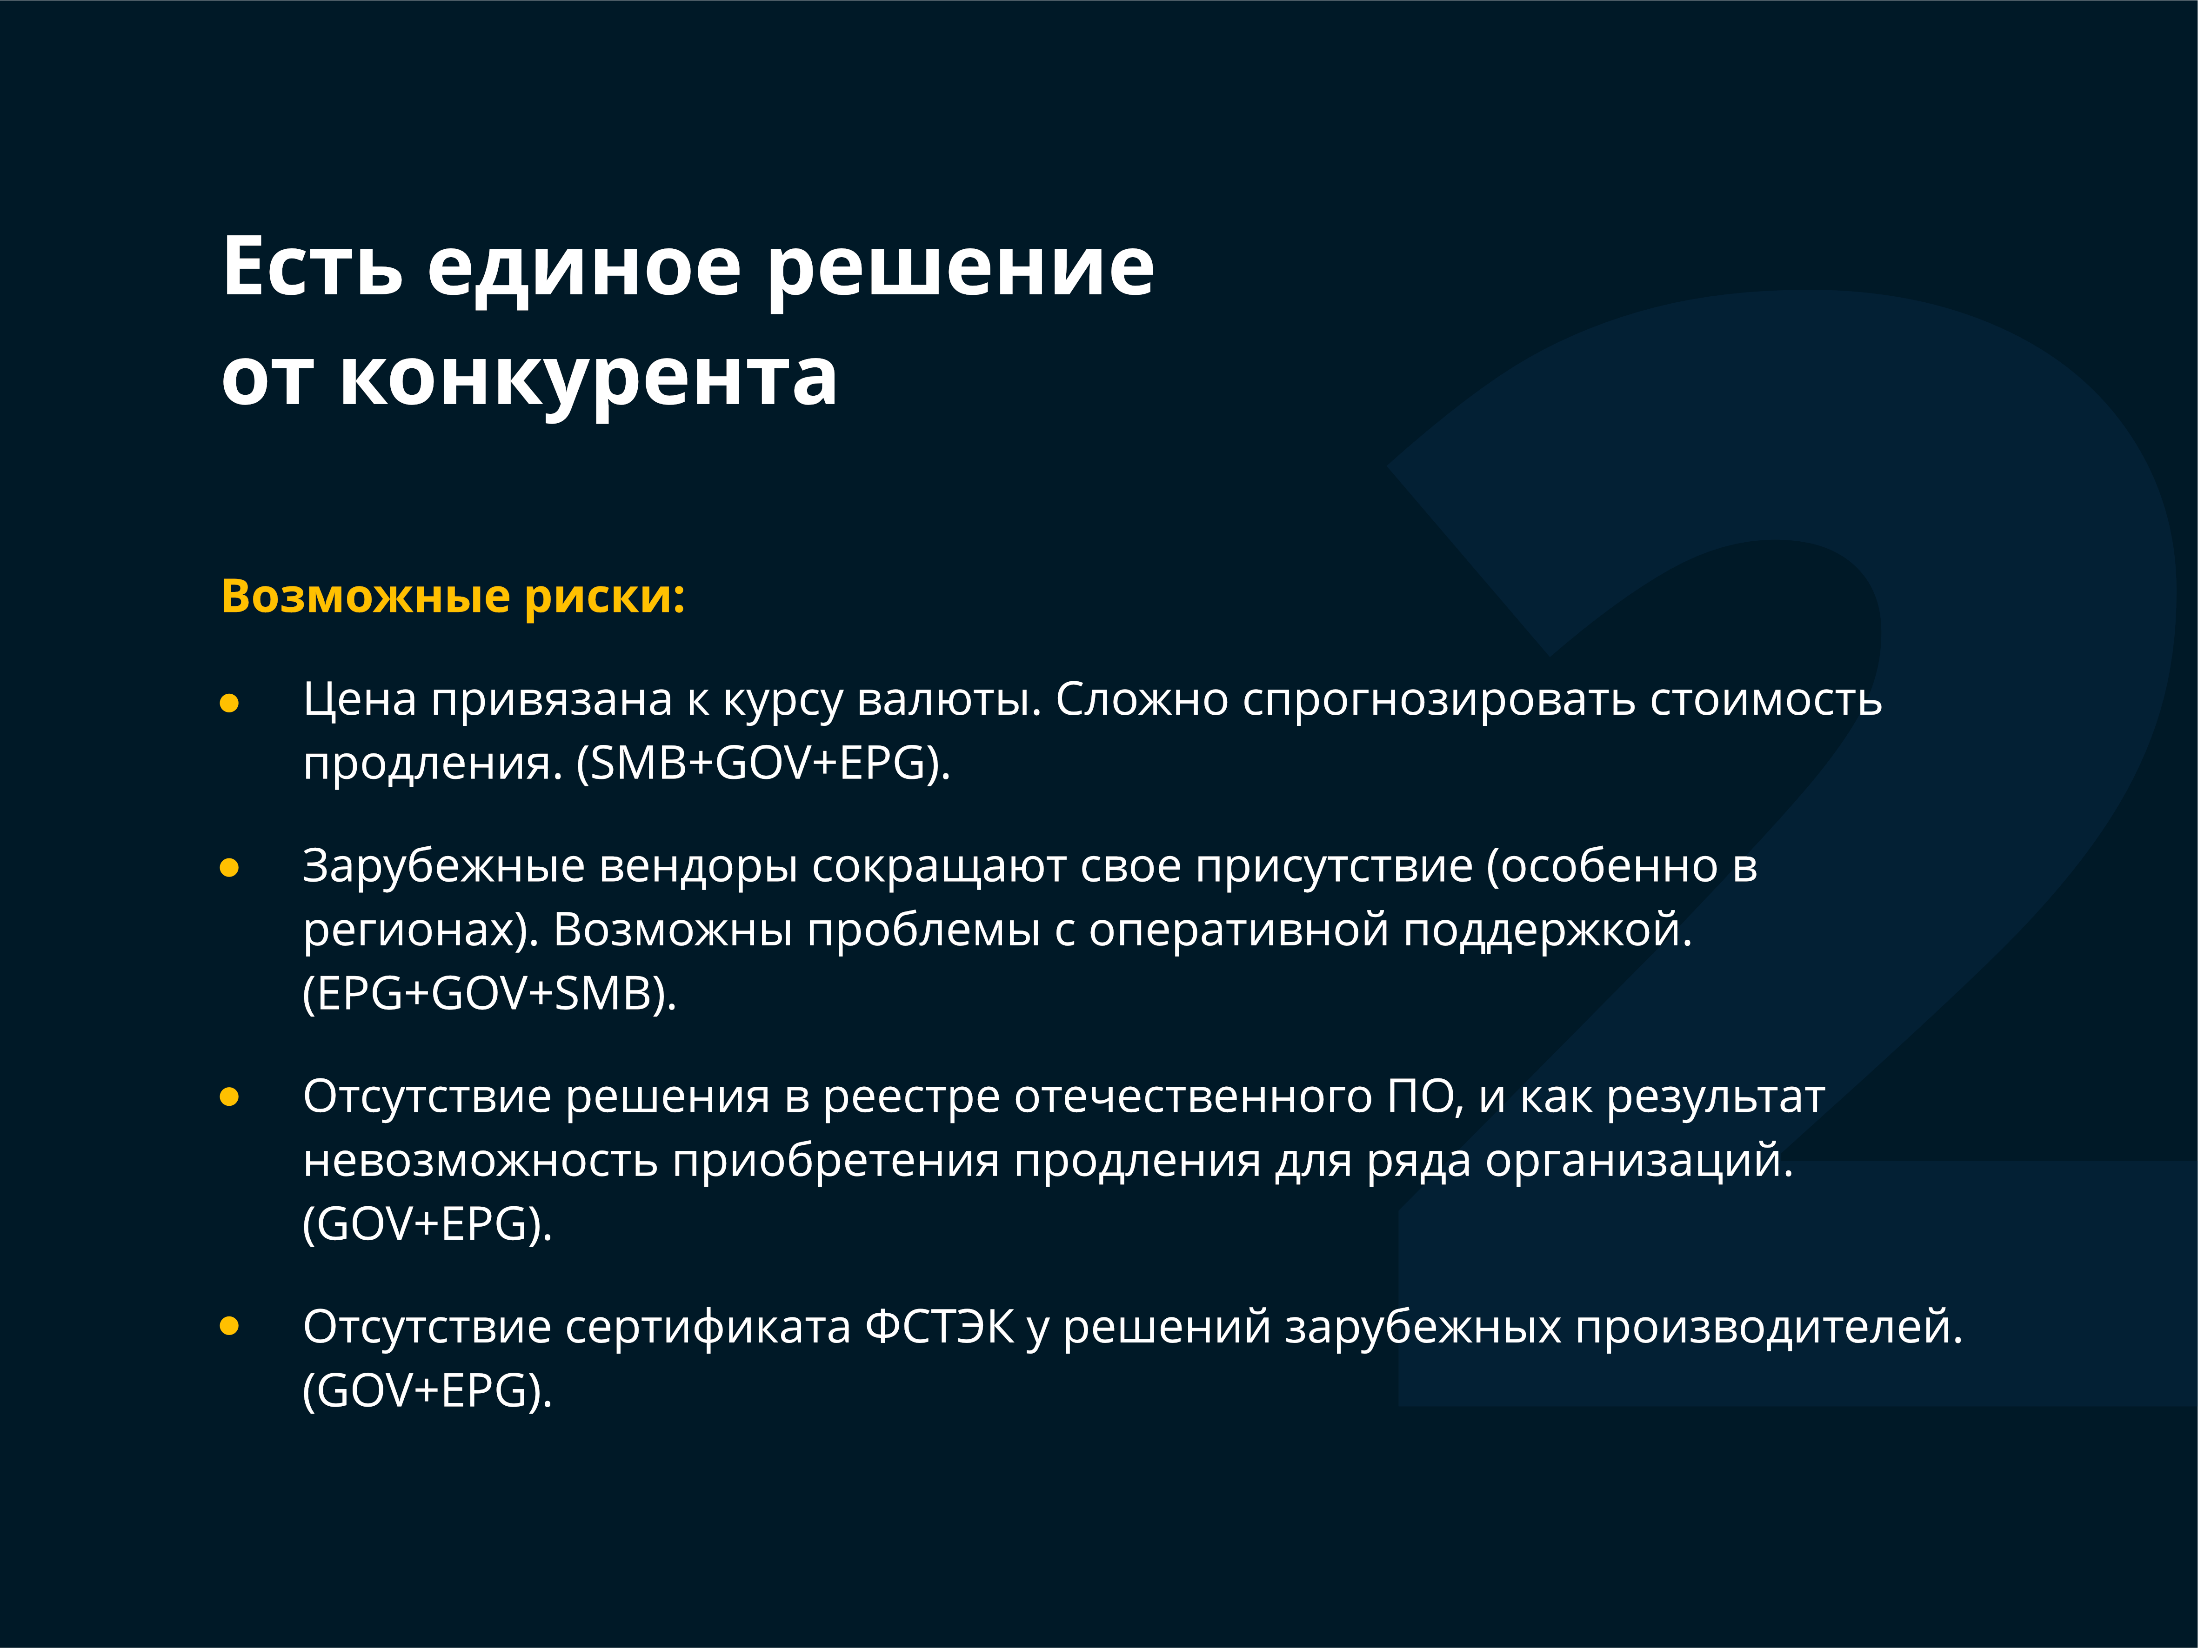 Есть единое решение
от конкурента
Возможные риски:
• Цена привязана к курсу валюты. Сложно спрогнозировать стоимость
продления. (SMB+GOV+EPG).
• Зарубежные вендоры сокращают свое присутствие (особенно в
регионах). Возможны проблемы с оперативной поддержкой.
(EPG+GOV+SMB).
• Отсутствие решения в реестре отечественного ПО, и как результат
невозможность приобретения продления для ряда организаций.
(GOV+EPG).
• Отсутствие сертификата ФСТЭК у решений зарубежных производителей.
(GOV+EPG).
2